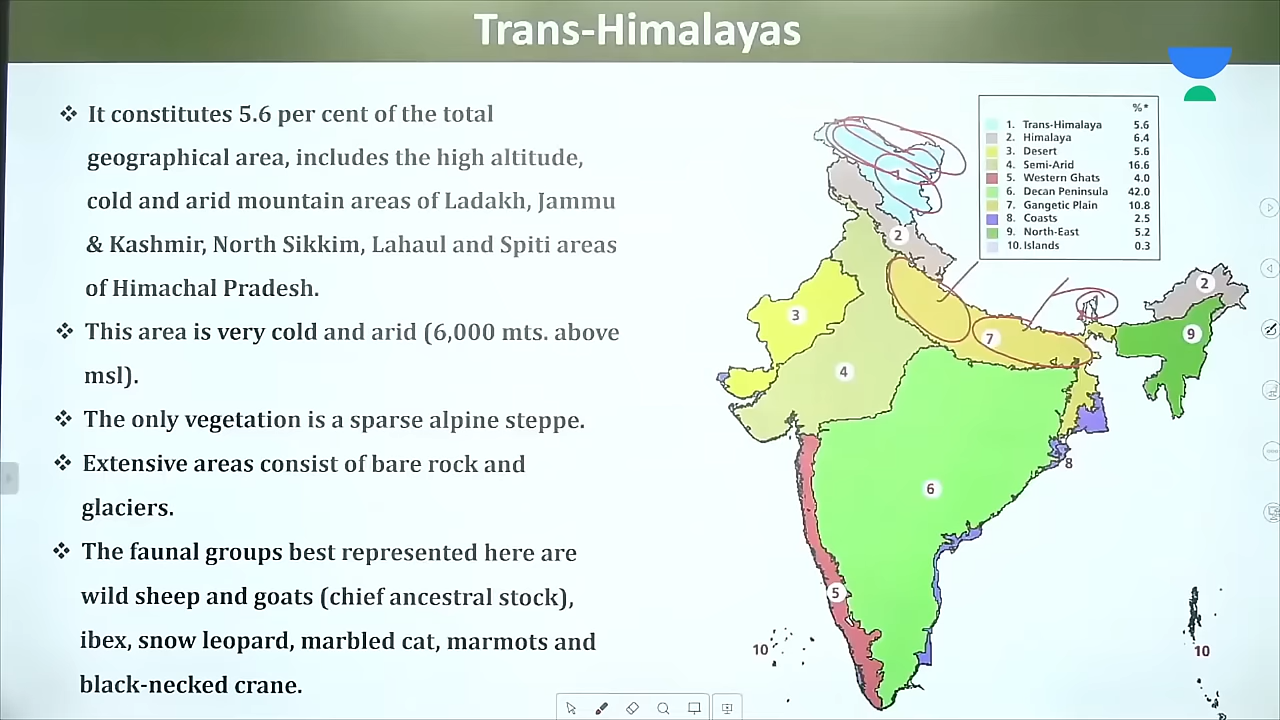 Trans-Himalayas
❖ It constitutes 5.6 per cent of the total
geographical area, includes the high altitude,
cold and arid mountain areas of Ladakh, Jammu
& Kashmir, North Sikkim, Lahaul and Spiti areas
of Himachal Pradesh.
❖ This area is very cold and arid (6,000 mts. above
msl).
❖ The only vegetation is a sparse alpine steppe.
❖ Extensive areas consist of bare rock and
glaciers.
❖ The faunal groups best represented here are
wild sheep and goats (chief ancestral stock),
ibex, snow leopard, marbled cat, marmots and
black-necked crane.
%*
1. Trans-Himalaya 5.6
2. Himalaya 6.4
3. Desert 5.6
4. Semi-Arid 16.6
5. Western Ghats 4.0
6. Decan Peninsula 42.0
7. Gangetic Plain 10.8
8. Coasts 2.5
9. North-East 5.2
10. Islands 0.3
2
2
3
9
7
4
8
6
5
10
10